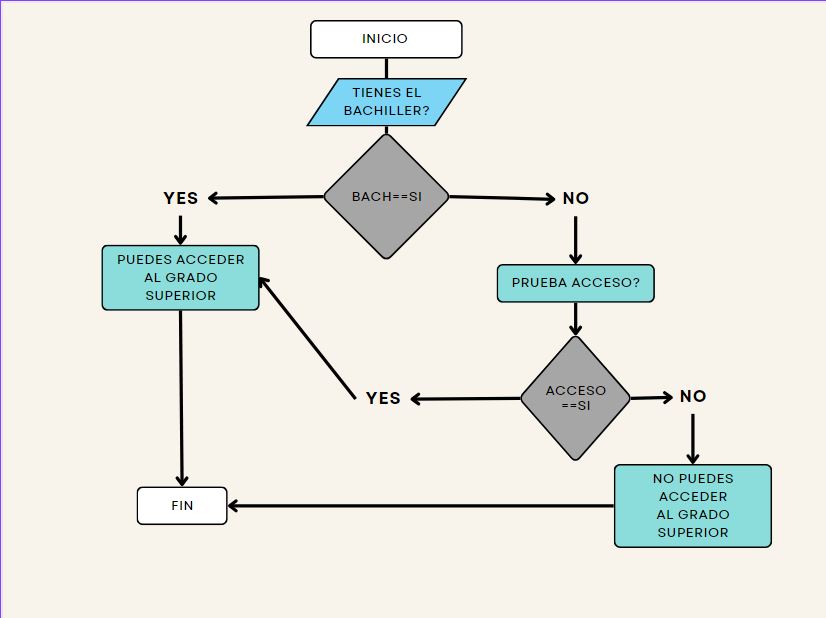 INICIO
TIENES EL
BACHILLER?
BACH==SI
YES
NO
PUEDES ACCEDER
AL GRADO
SUPERIOR
PRUEBA ACCESO?
ACCESO
==SI
YES
NO
NO PUEDES
ACCEDER
AL GRADO
SUPERIOR
FIN